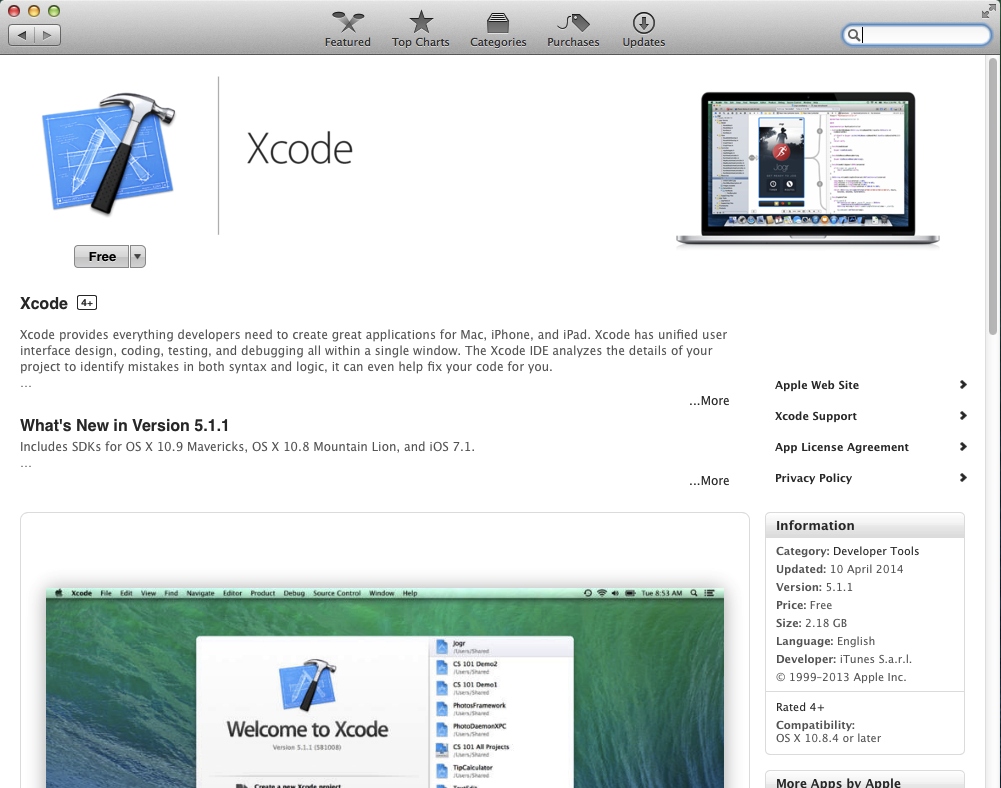 Featured Top Charts Categories Purchases Updates
Xcode
Free
Xcode 4+
Xcode provides everything developers need to create great applications for Mac, iPhone, and iPad. Xcode has unified user
interface design, coding, testing, and debugging all within a single window. The Xcode IDE analyzes the details of your
project to identify mistakes in both syntax and logic, it can even help fix your code for you.
...
...More
What's New in Version 5.1.1
Includes SDKs for OS X 10.9 Mavericks, OS X 10.8 Mountain Lion, and iOS 7.1.
...
...More
Apple Web Site
Xcode Support
App License Agreement
Privacy Policy
Jogr
Xcode File Edit View Find Navigate Editor Product Debug Source Control Window Help Tue 8:53 AM
Welcome to Xcode
Version 5.1.1 (5B1008)
Create a new Xcode project
Jogr
/Users/Shared
CS 101 Demo2
/Users/Shared
CS 101 Demo1
/Users/Shared
PhotosFramework
/Users/Shared
PhotoDaemonXPC
/Users/Shared
CS 101 All Projects
/Users/Shared
TipCalculator
/Users/Shared
TextEdit
Information
Category: Developer Tools
Updated: 10 April 2014
Version: 5.1.1
Price: Free
Size: 2.18 GB
Language: English
Developer: iTunes S.a.r.l.
© 1999-2013 Apple Inc.
Rated 4+
Compatibility:
OS X 10.8.4 or later
More Apps by Apple